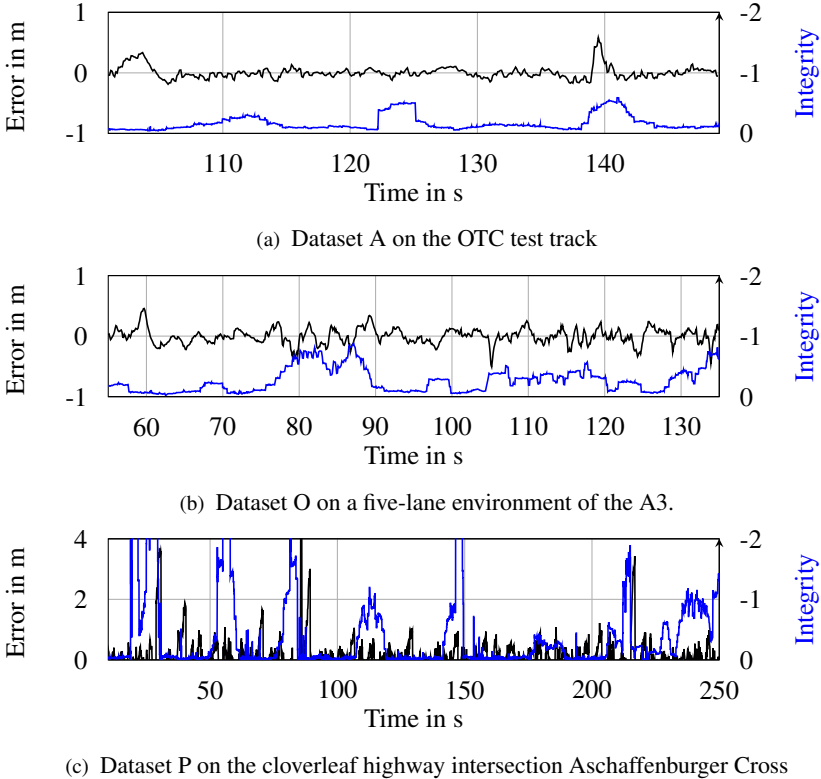 1
0
-1
Error in m
-2
-1
0
Integrity
110
120
130
140
Time in s
(a) Dataset A on the OTC test track
1
0
-1
Error in m
-2
-1
0
Integrity
60
70
80
90
100
110
120
130
Time in s
(b) Dataset O on a five-lane environment of the A3.
4
2
0
Error in m
-2
-1
0
Integrity
50
100
150
200
250
Time in s
(c) Dataset P on the cloverleaf highway intersection Aschaffenburger Cross